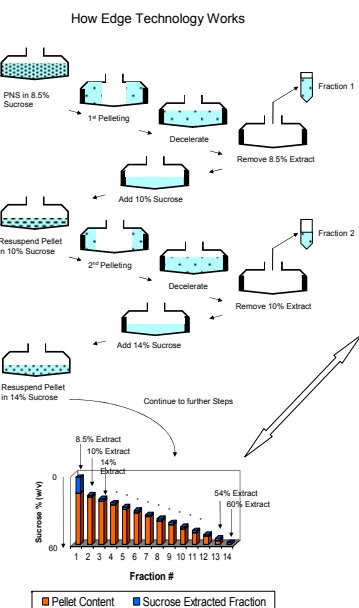 How Edge Technology Works
PNS in 8.5%
Sucrose
1st Pelleting
Decelerate
Fraction 1
Remove 8.5% Extract
Add 10% Sucrose
Resuspend Pellet
in 10% Sucrose
2nd Pelleting
Decelerate
Fraction 2
Remove 10% Extract
Add 14% Sucrose
Resuspend Pellet
in 14% Sucrose
Continue to further Steps
8.5% Extract
10% Extract
14%
Extract
54% Extract
60% Extract
0
60
Sucrose % (w/v)
1 2 3 4 5 6 7 8 9 10 11 12 13 14
Fraction #
Pellet Content
Sucrose Extracted Fraction